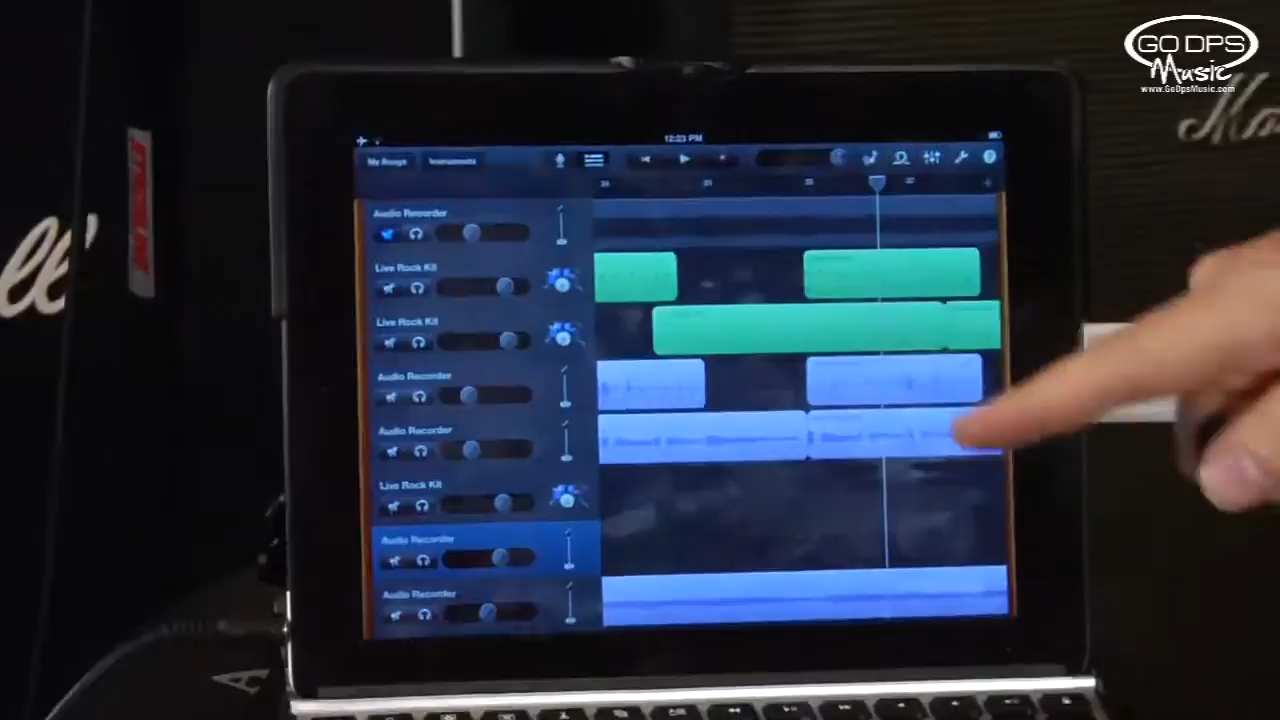 GO DPS
Music
www.GoDpsMusic.com
12:23 PM
My Songs
Instruments
Audio Recorder
Live Rock Kit
Live Rock Kit
Audio Recorder
Audio Recorder
Live Rock Kit
Audio Recorder
Audio Recorder